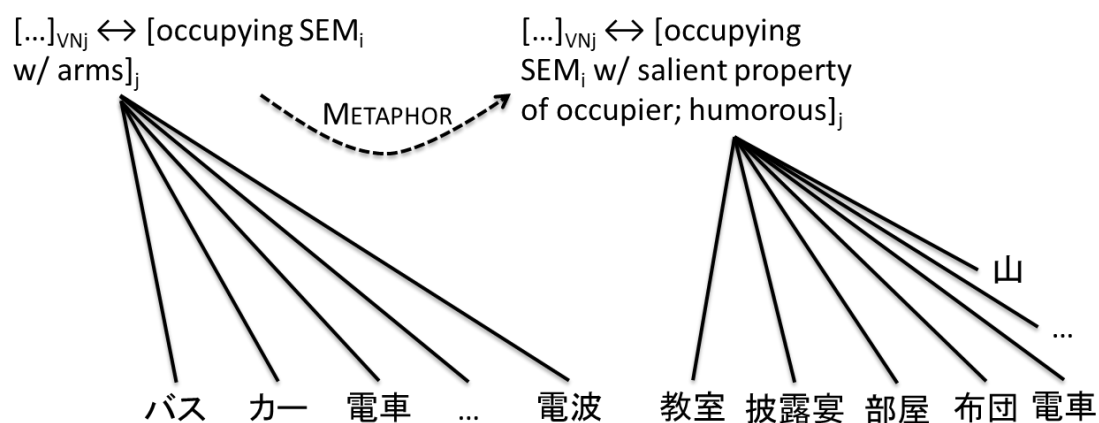 […]VNj ↔ [occupying SEMi
w/ arms]j
METAPHOR
[…]VNj ↔ [occupying
SEMi w/ salient property
of occupier; humorous]j
山
…
バス カー 電車 … 電波 教室 披露宴 部屋 布団 電車